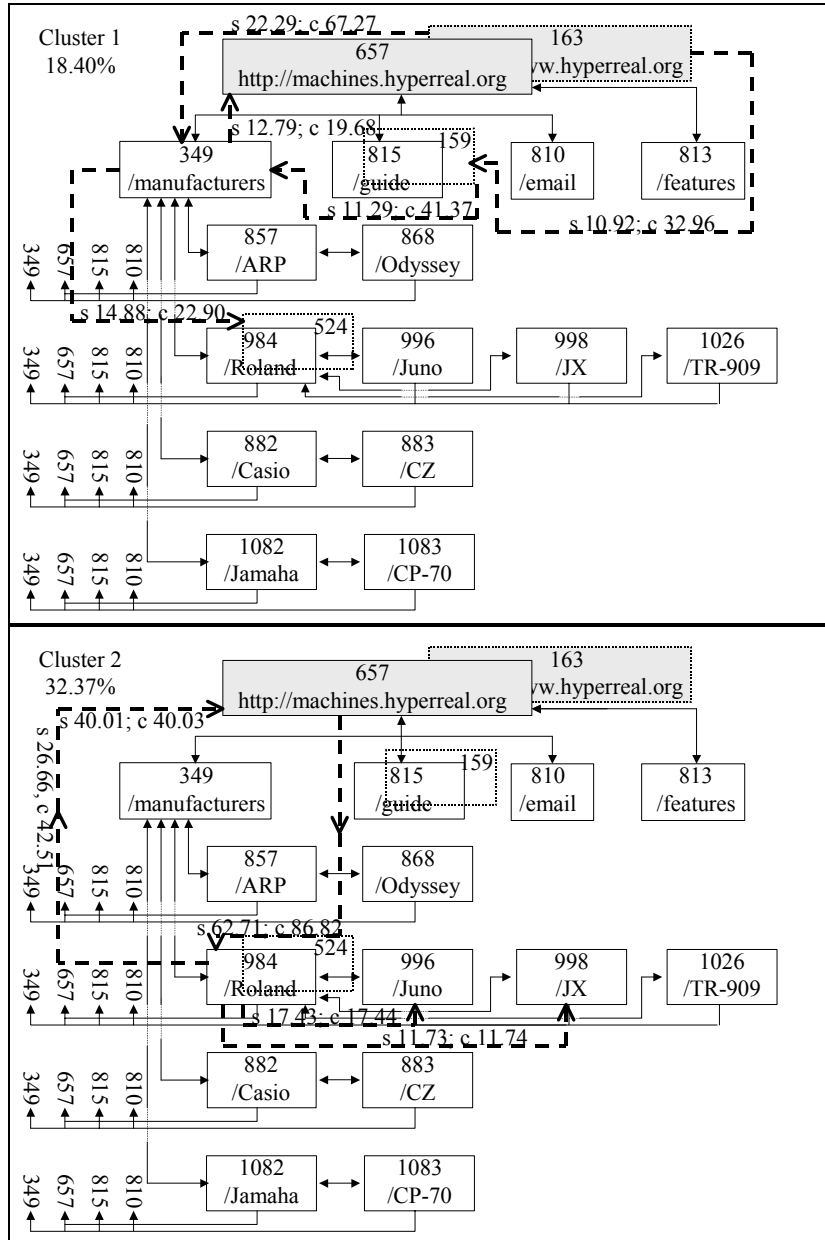 Cluster 1
18.40%
s 22.29; c 67.27
657
http://machines.hyperreal.org
163
ww.hyperreal.org
s 12.79; c 19.68
349
/manufacturers
815
/guide
159
810
/email
813
/features
s 11.29; c 41.37
s 10.92; c 32.96
857
/ARP
868
/Odyssey
349
657
815
810
s 14.88; c 22.90
984
/Roland
524
996
/Juno
998
/JX
1026
/TR-909
349
657
815
810
882
/Casio
883
/CZ
349
657
815
810
1082
/Jamaha
1083
/CP-70
349
657
815
810
Cluster 2
32.37%
657
http://machines.hyperreal.org
163
ww.hyperreal.org
s 40.01; c 40.03
s 26.66; c 42.51
349
/manufacturers
815
/guide
159
810
/email
813
/features
857
/ARP
868
/Odyssey
349
657
815
810
s 62.71; c 86.82
984
/Roland
524
996
/Juno
998
/JX
1026
/TR-909
349
657
815
810
s 17.43; c 17.44
s 11.73; c 11.74
882
/Casio
883
/CZ
349
657
815
810
1082
/Jamaha
1083
/CP-70
349
657
815
810